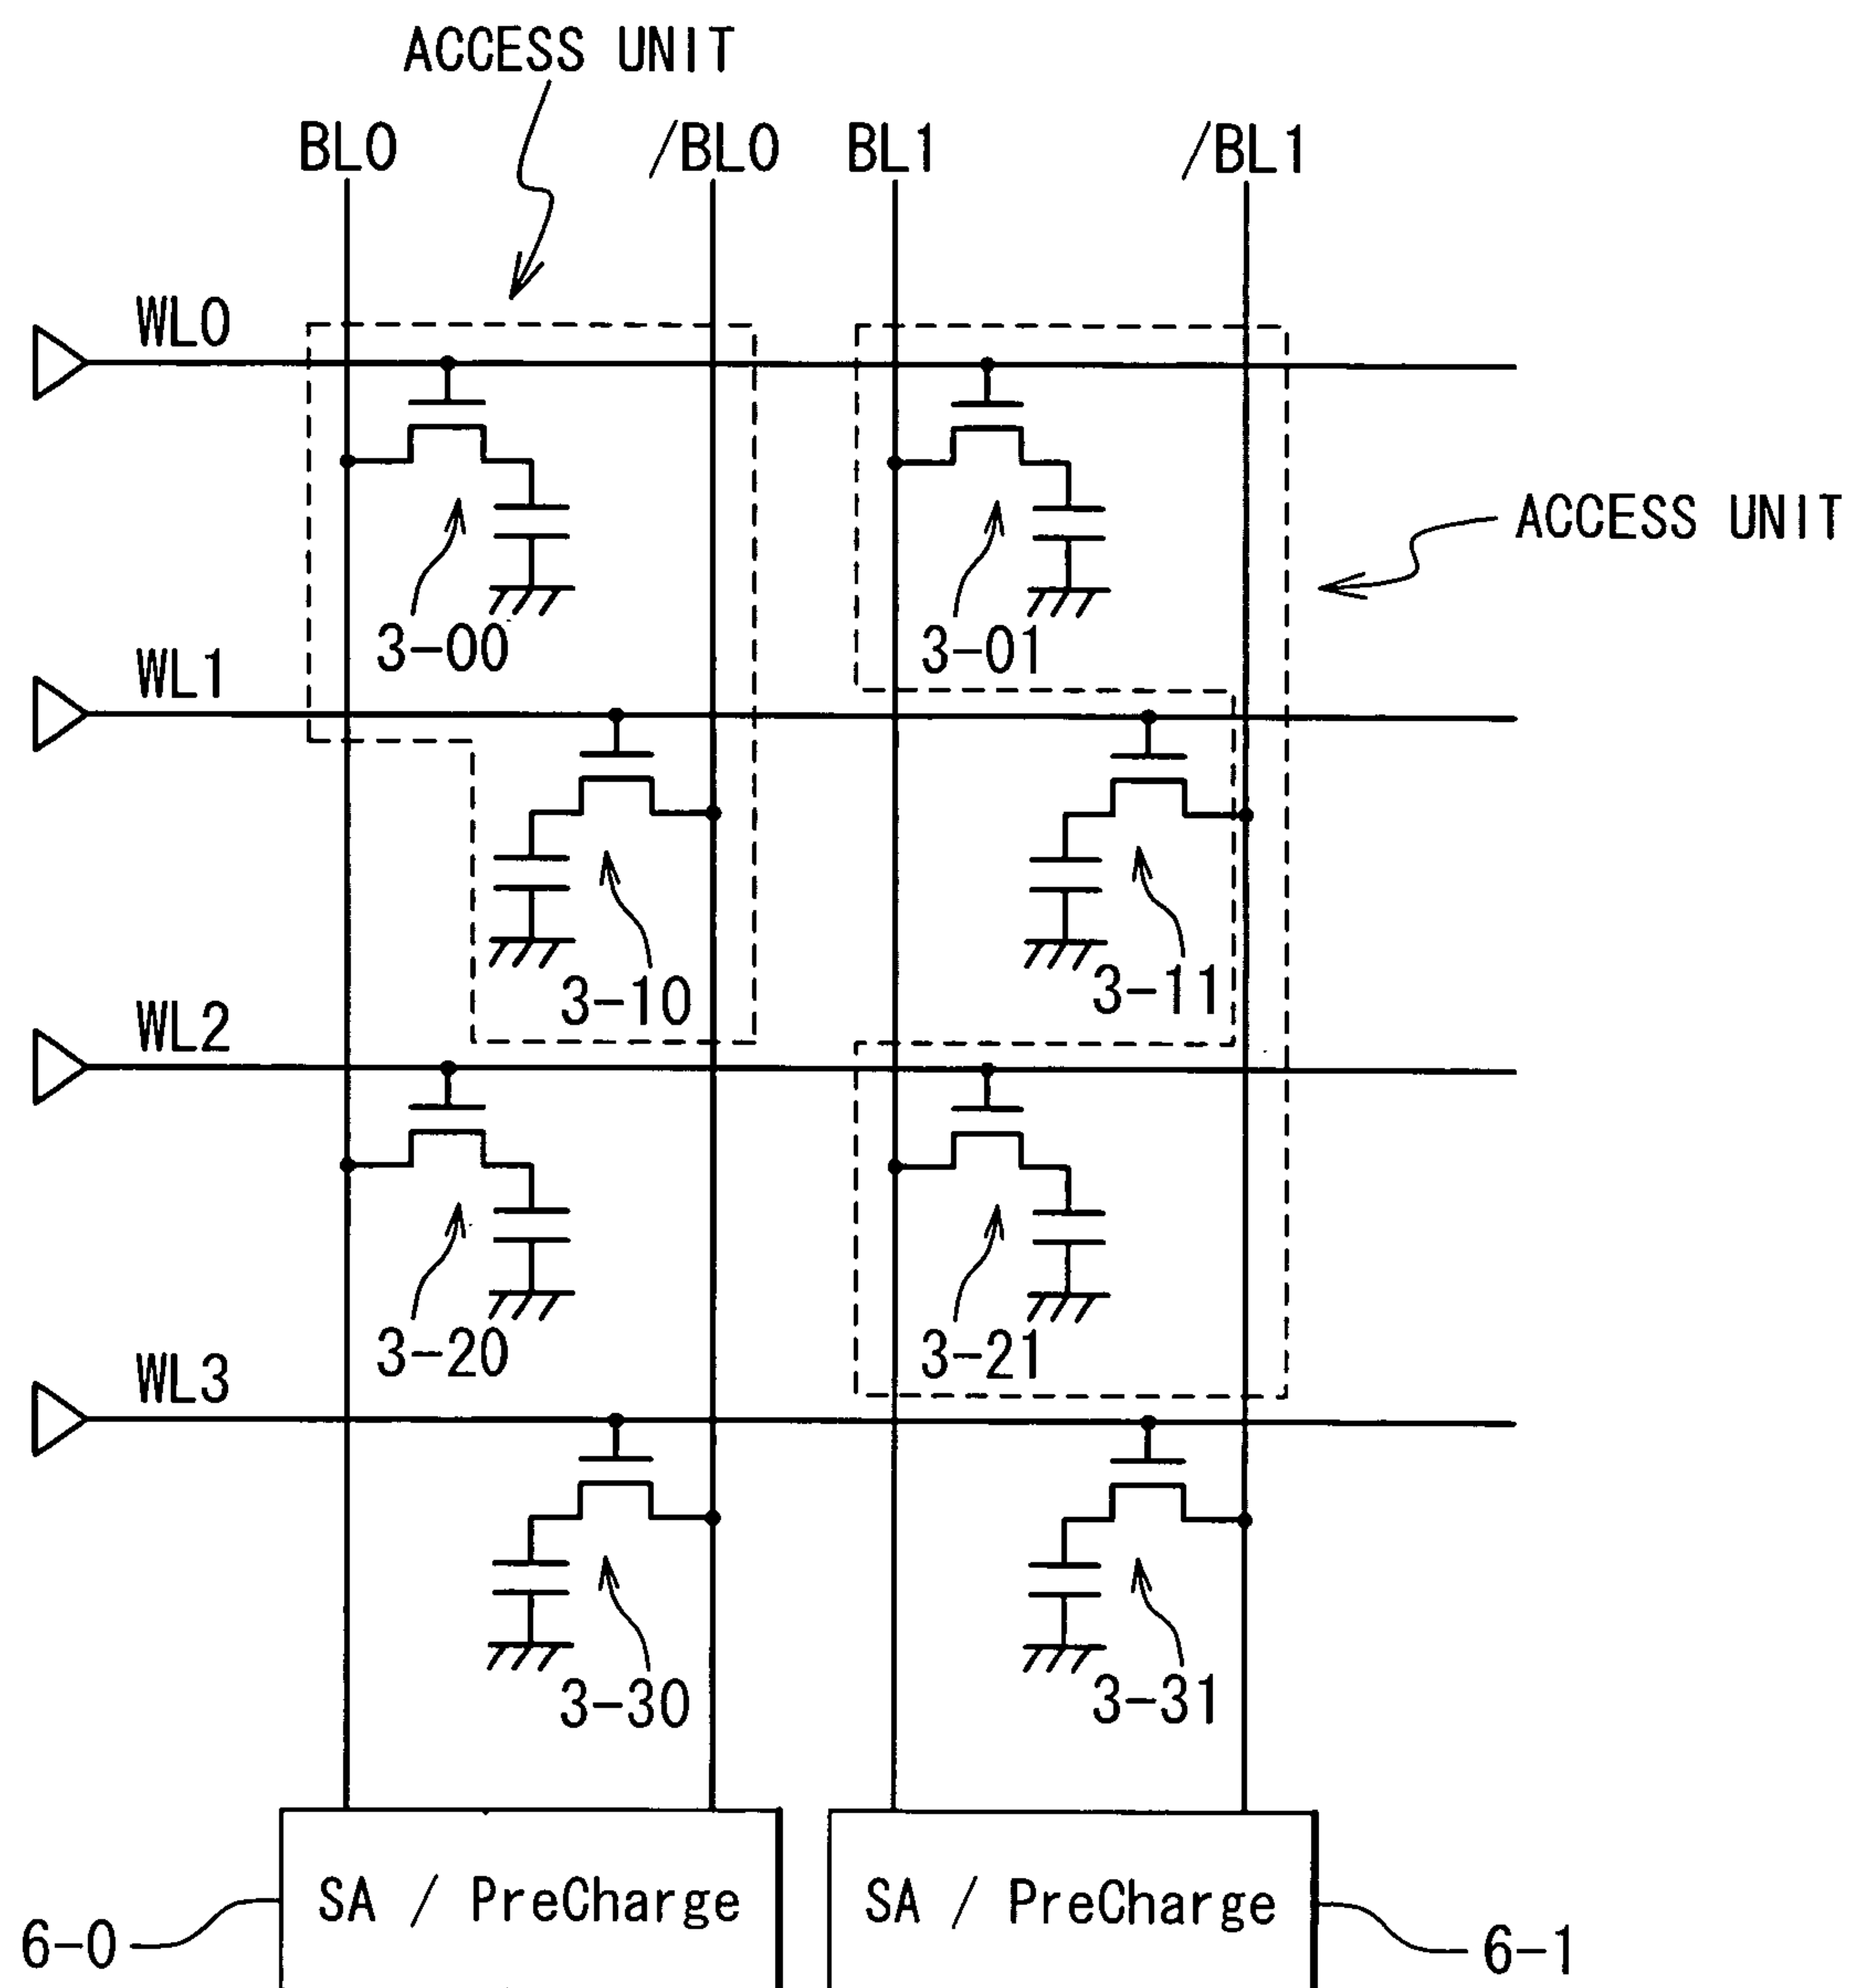 ACCESS UNIT
BL0 /BL0 BL1 /BL1
WL0
ACCESS UNIT
3-00 3-01
WL1
3-10 3-11
WL2
3-20 3-21
WL3
3-30 3-31
SA / PreCharge SA / PreCharge
6-0 6-1